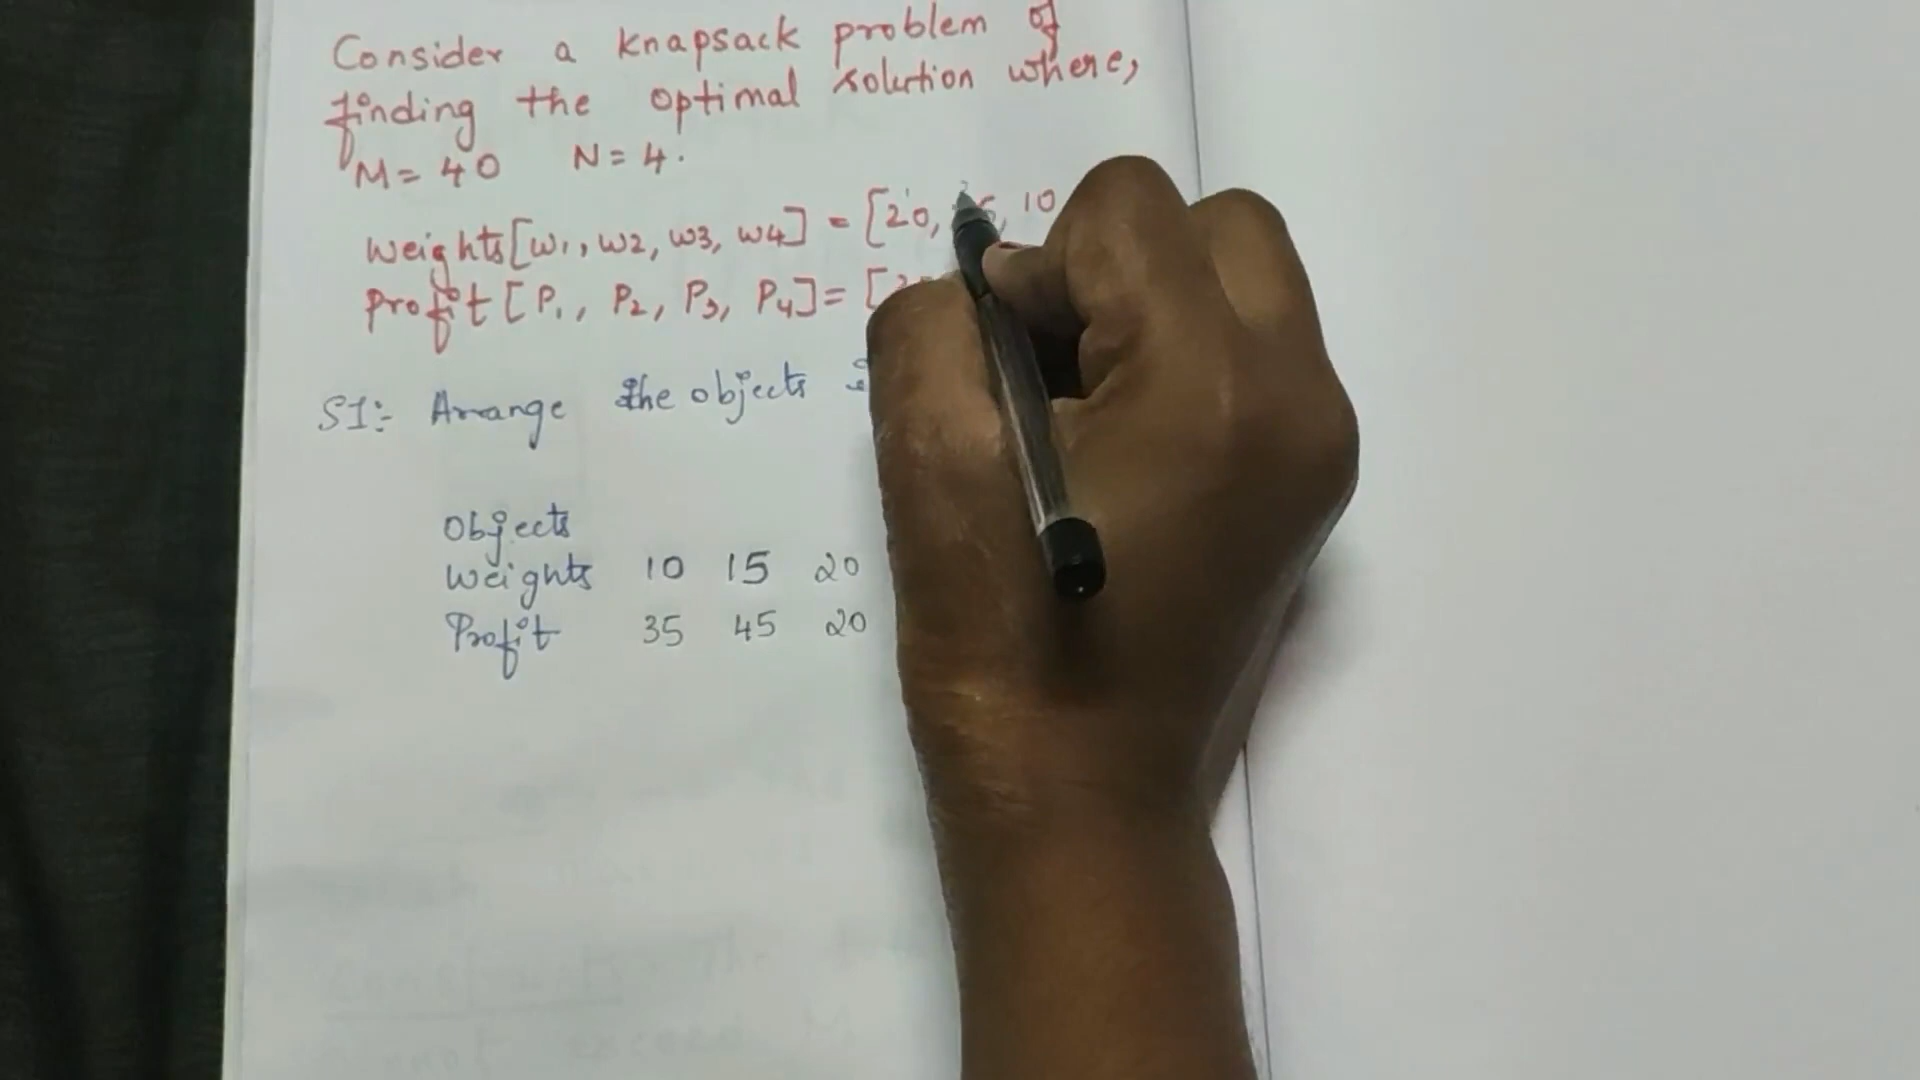 Consider a knapsack problem of
finding the optimal solution where,
M = 40 N = 4.
Weights [w1, w2, w3, w4] = [20, 10
Profit [P1, P2, P3, P4] = [
S1:- Arrange the objects
Objects
Weights 10 15 20
Profit 35 45 20